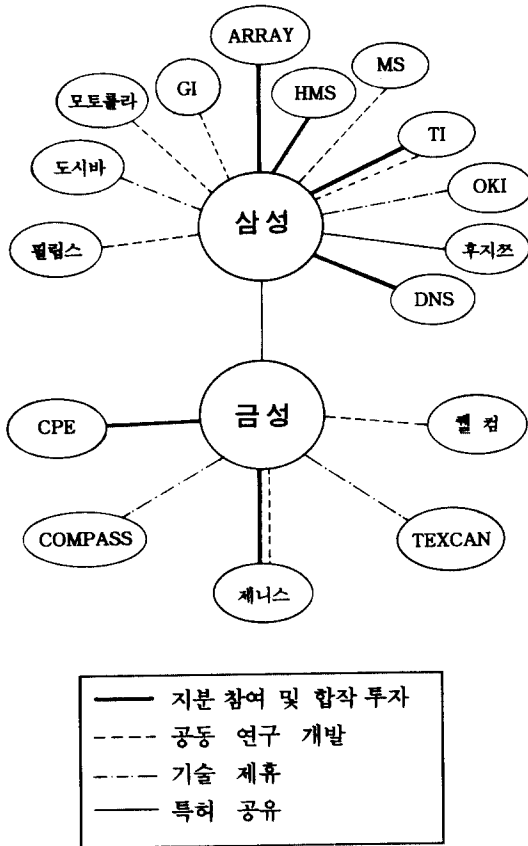 ARRAY
MS
GI
HMS
모토롤라
TI
도시바
OKI
삼성
필립스
후지쯔
DNS
금성
CPE
퀄 컴
COMPASS
TEXCAN
제니스
지분 참여 및 합작 투자
공동 연구 개발
기술 제휴
특허 공유